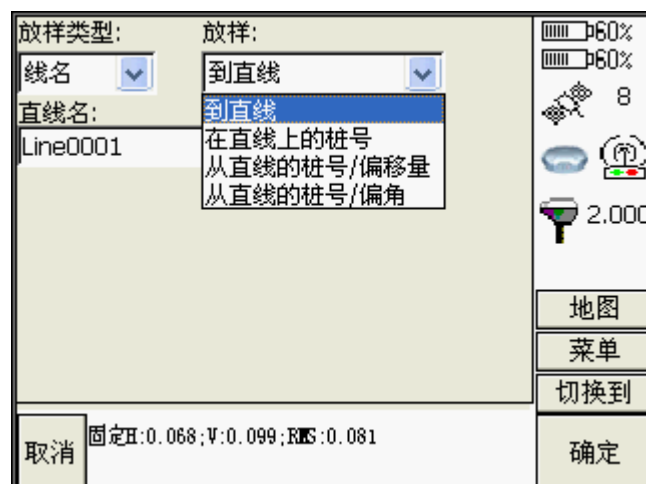 放样类型:
放样:
线名
到直线
直线名:
Line0001
到直线
在直线上的桩号
从直线的桩号/偏移量
从直线的桩号/偏角
60%
60%
8
2.000
地图
菜单
切换到
取消
固定H:0.068;V:0.099;RMS:0.081
确定